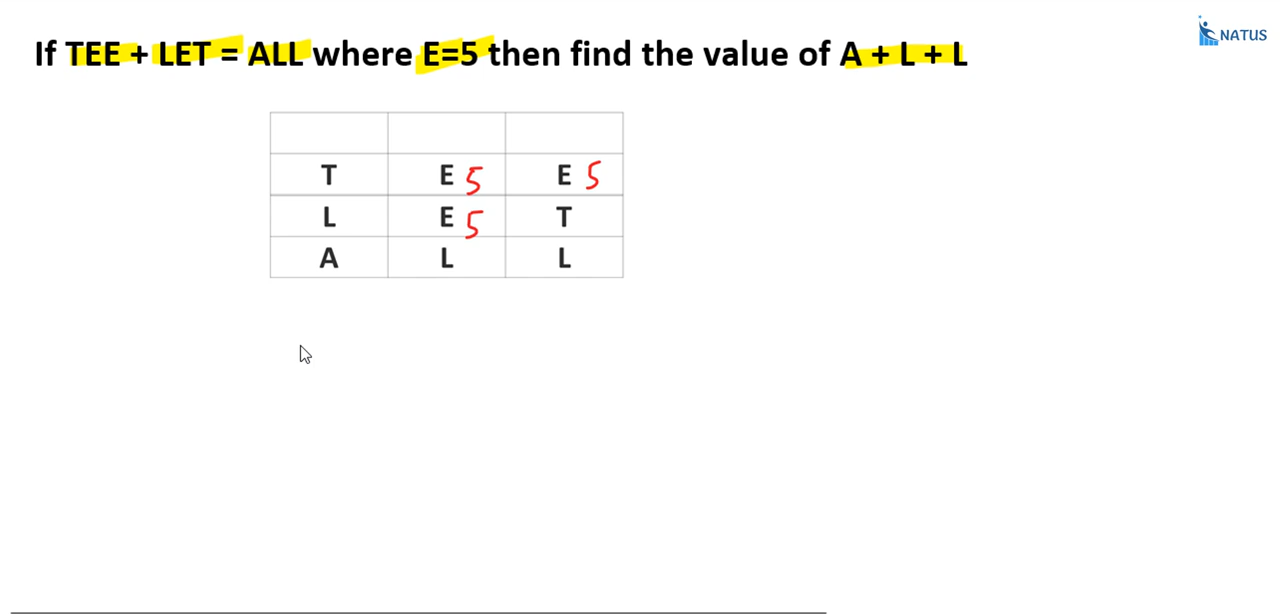 NATUS
If TEE + LET = ALL where E=5 then find the value of A + L + L
T E 5 E 5
L E 5 T
A L L